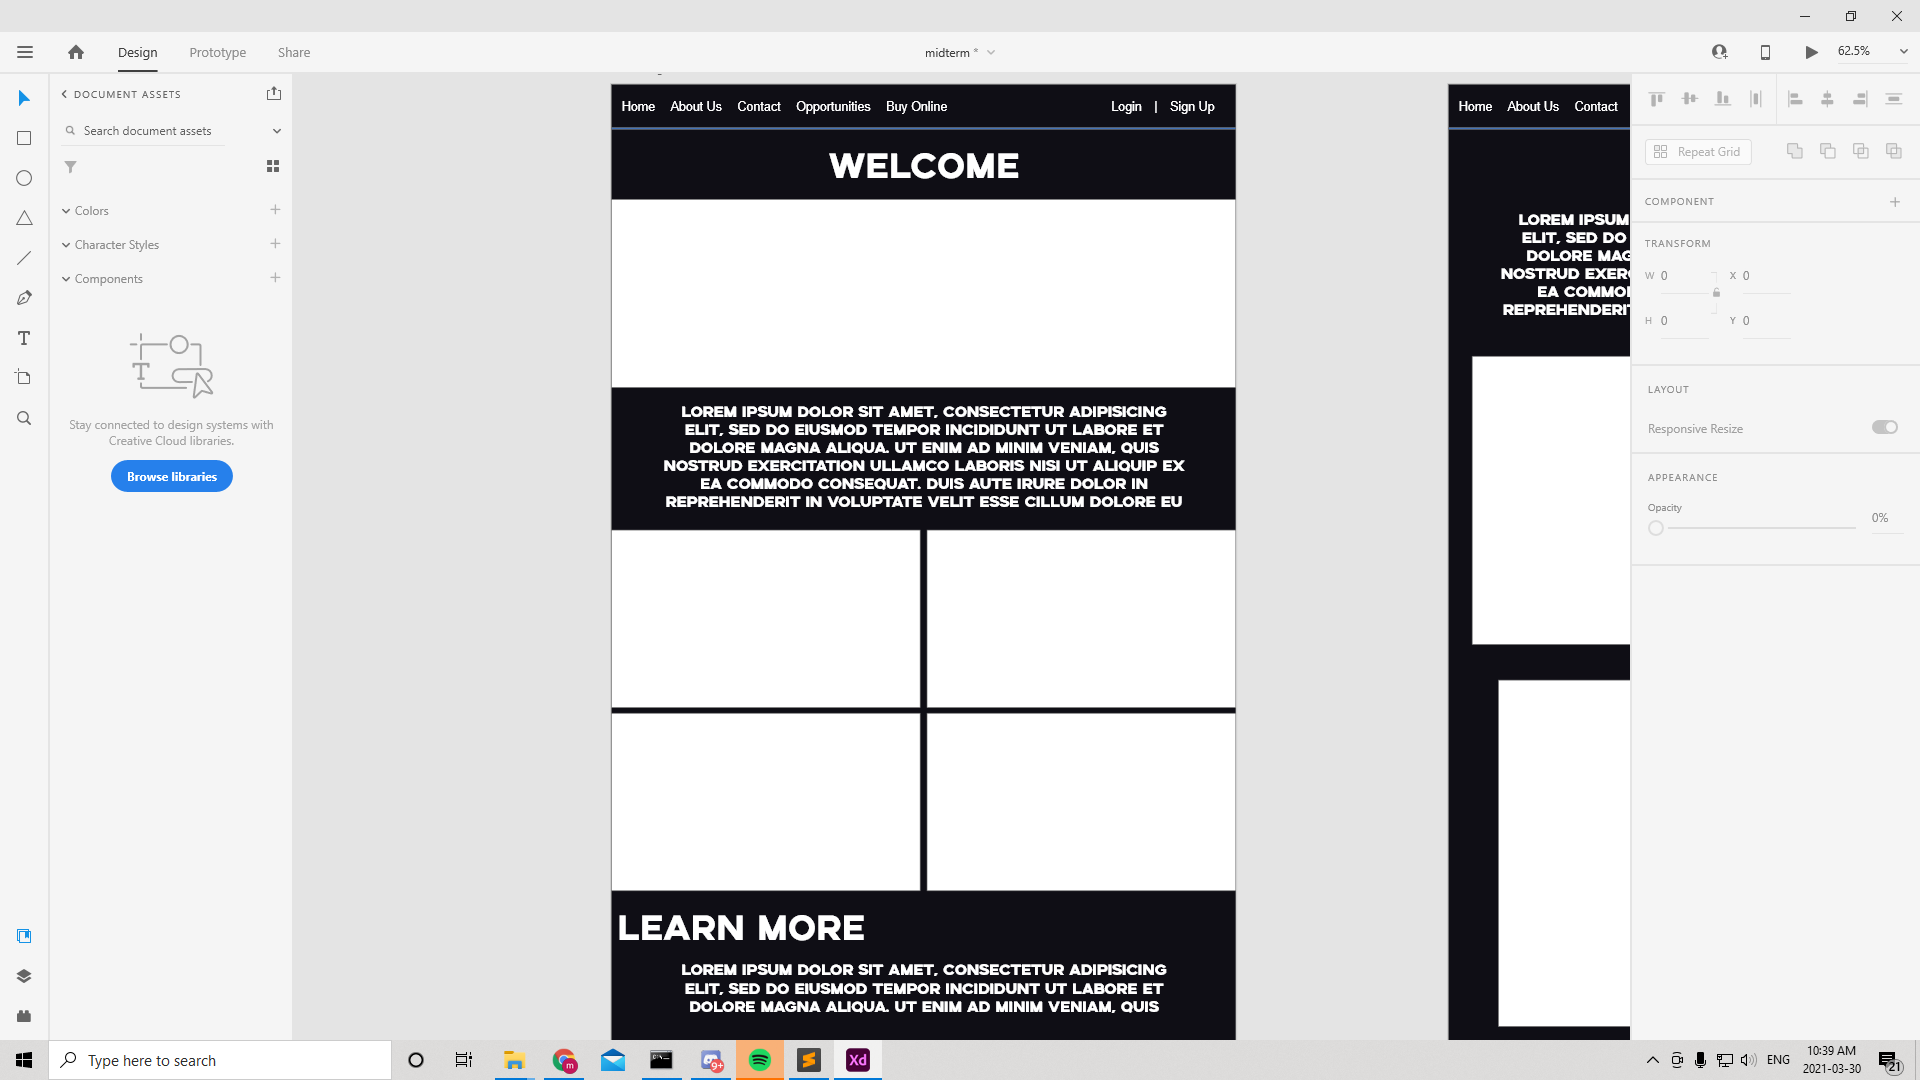 Design
Prototype
Share
midterm *
62.5%
DOCUMENT ASSETS
Search document assets
Colors
Character Styles
Components
Stay connected to design systems with
Creative Cloud libraries.
Browse libraries
Home
About Us
Contact
Opportunities
Buy Online
Login | Sign Up
WELCOME
LOREM IPSUM DOLOR SIT AMET, CONSECTETUR ADIPISICING
ELIT, SED DO EIUSMOD TEMPOR INCIDIDUNT UT LABORE ET
DOLORE MAGNA ALIQUA. UT ENIM AD MINIM VENIAM, QUIS
NOSTRUD EXERCITATION ULLAMCO LABORIS NISI UT ALIQUIP EX
EA COMMODO CONSEQUAT. DUIS AUTE IRURE DOLOR IN
REPREHENDERIT IN VOLUPTATE VELIT ESSE CILLUM DOLORE EU
LEARN MORE
LOREM IPSUM DOLOR SIT AMET, CONSECTETUR ADIPISICING
ELIT, SED DO EIUSMOD TEMPOR INCIDIDUNT UT LABORE ET
DOLORE MAGNA ALIQUA. UT ENIM AD MINIM VENIAM, QUIS
Home
About Us
Contact
LOREM IPSUM
ELIT, SED DO
DOLORE MAG
NOSTRUD EXERC
EA COMMO
REPREHENDERIT
Repeat Grid
COMPONENT
TRANSFORM
W 0
X 0
H 0
Y 0
LAYOUT
Responsive Resize
APPEARANCE
Opacity
0%
Type here to search
m
9+
Xd
ENG
10:39 AM
2021-03-30
21